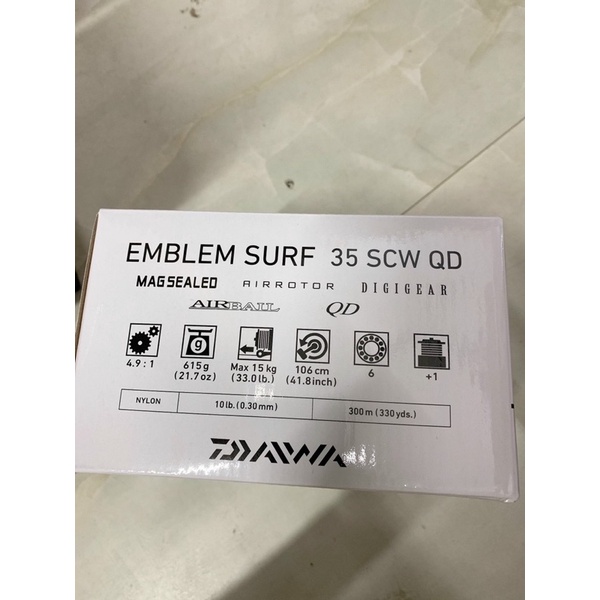 EMBLEM SURF 35 SCW QD
MAGSEALED AIRROTOR DIGIGEAR
AIRBAIL QD
4.9 : 1
g
615g
(21.7oz)
Max 15 kg
(33.0lb.)
106 cm
(41.8inch)
6
+1
NYLON 10lb.(0.30mm) 300m (330yds.)
DAIWA